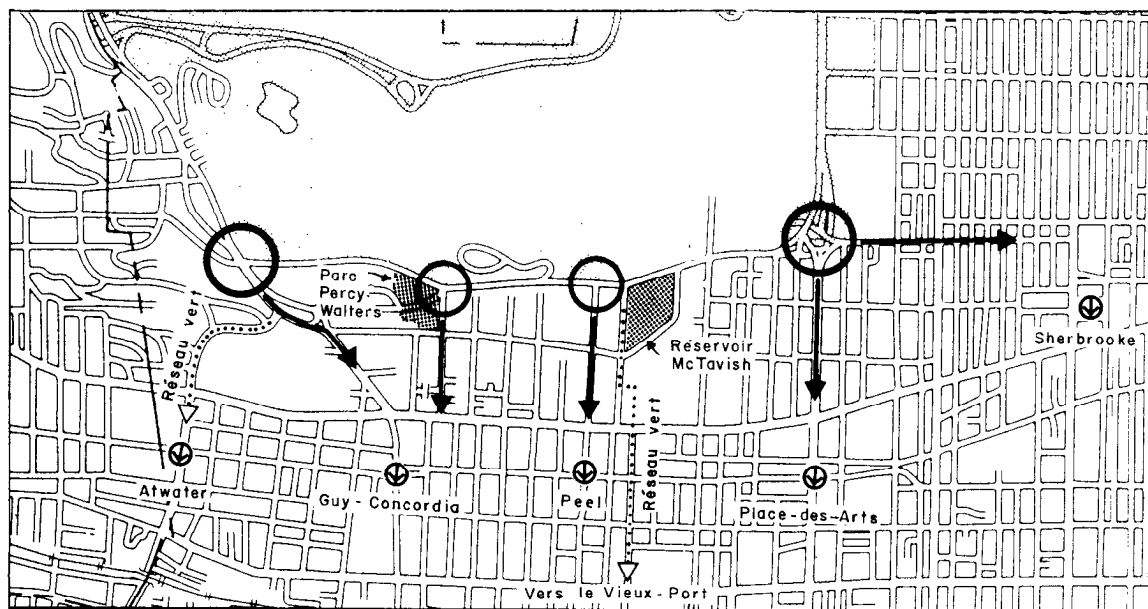 Parc
Percy-
Walters
Réseau vert
Réservoir
McTavish
Sherbrooke
Réseau vert
Atwater
Guy-Concordia
Peel
Place-des-Arts
Vers le Vieux-Port